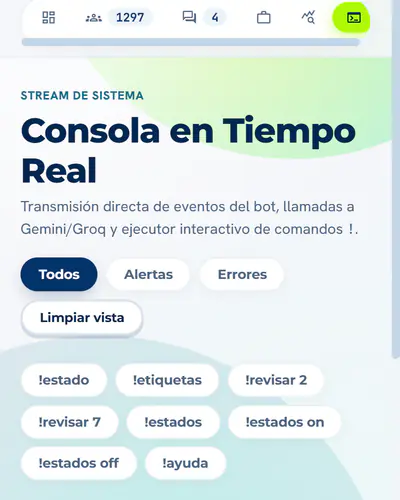 1297
4
STREAM DE SISTEMA
Consola en Tiempo
Real
Transmisión directa de eventos del bot, llamadas a
Gemini/Groq y ejecutor interactivo de comandos !.
Todos
Alertas
Errores
Limpiar vista
!estado
!etiquetas
!revisar 2
!revisar 7
!estados
!estados on
!estados off
!ayuda